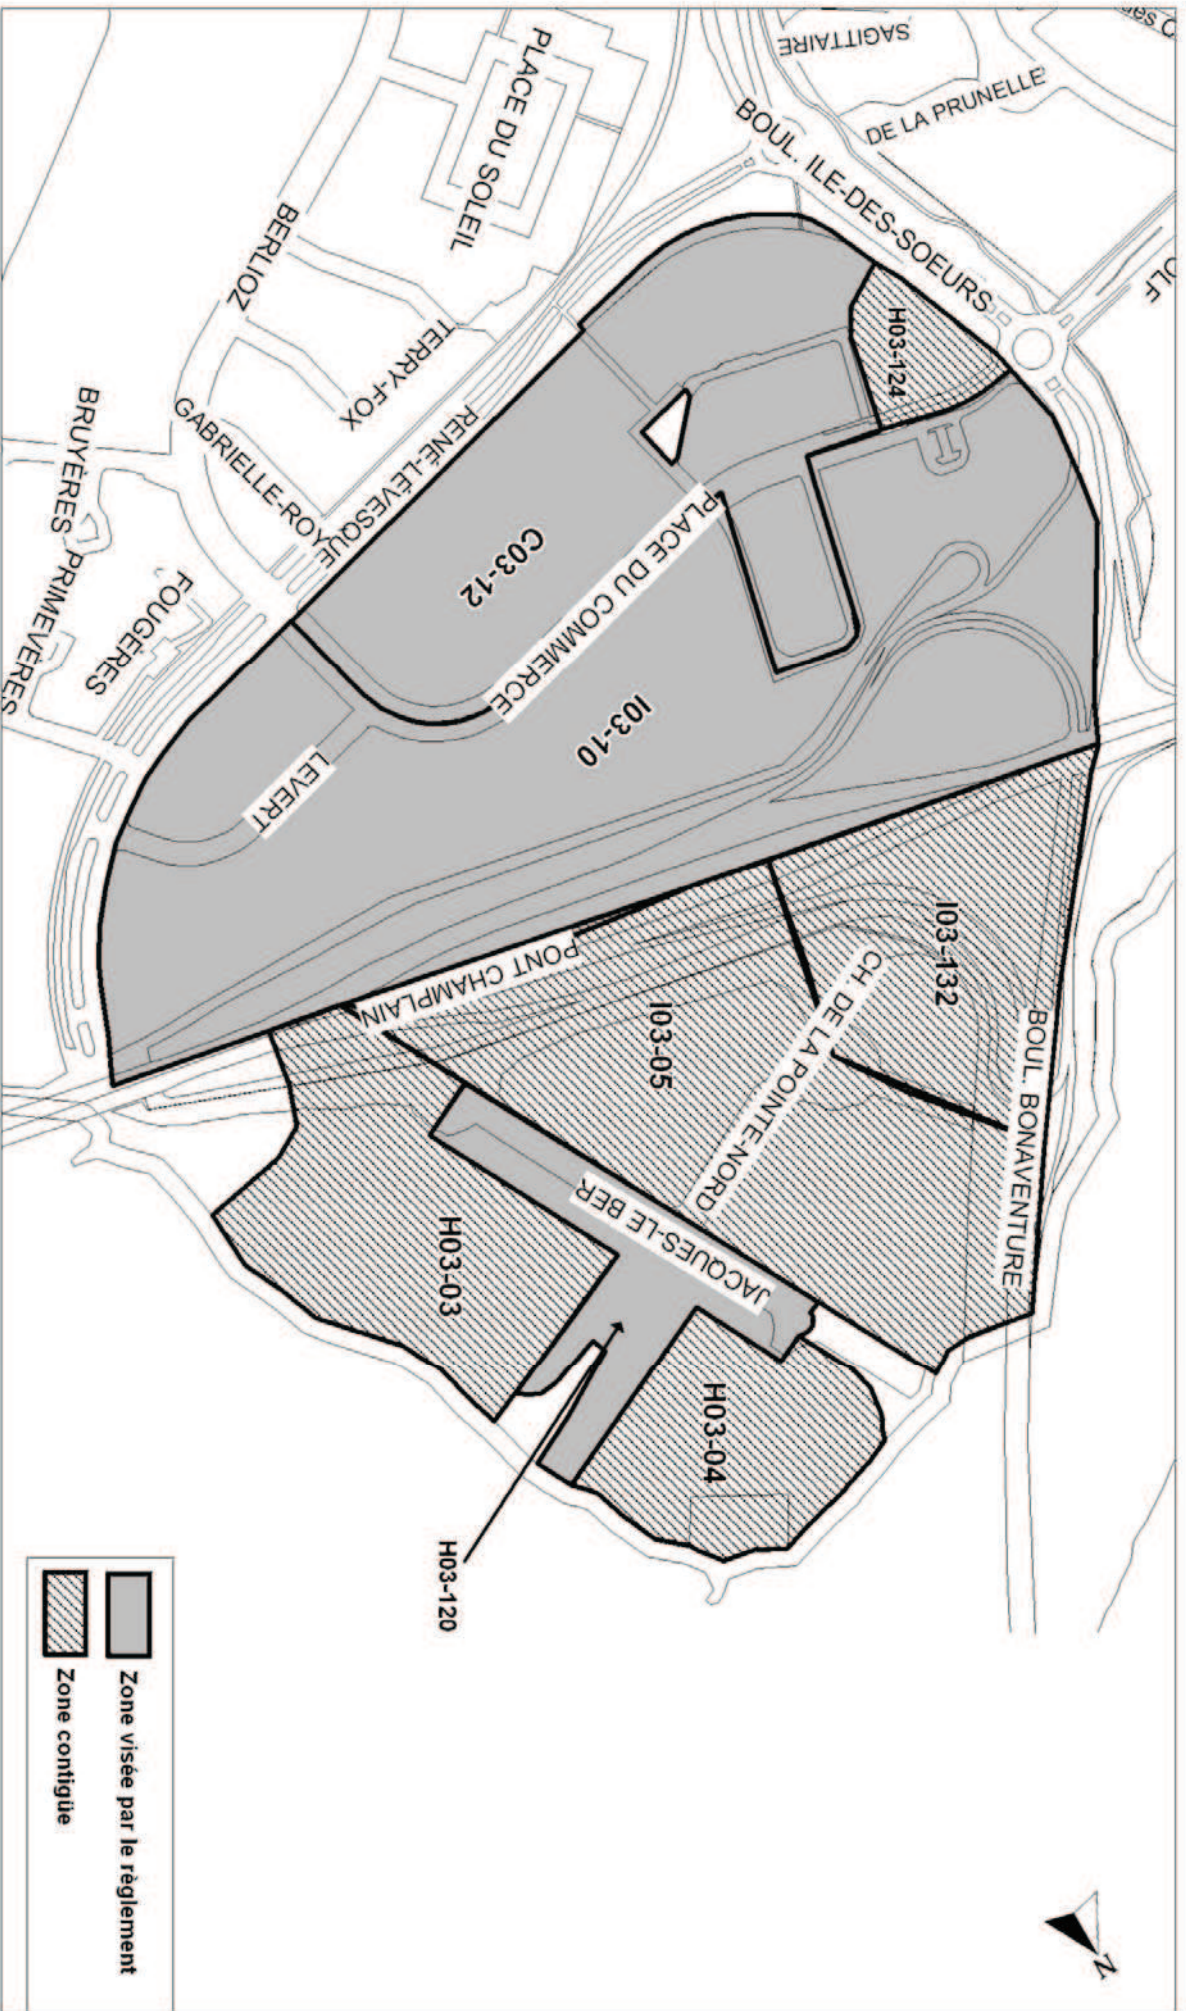 SAGITTAIRE
DE LA PRUNELLE
BOUL. ILE-DES-SOEURS
PLACE DU SOLEIL
BERLIOZ
TERRY-FOX
GABRIELLE-ROY
RENÉ-LÉVESQUE
BRUYÈRES
PRIMEVÈRES
FOUGÈRES
H03-124
C03-12
PLACE DU COMMERCE
I03-10
LEVERT
PONT CHAMPLAIN
I03-132
I03-05
CH. DE LA POINTE-NORD
BOUL. BONAVENTURE
JACQUES-LE BER
H03-03
H03-04
H03-120
Zone visée par le règlement
Zone contigüe
N